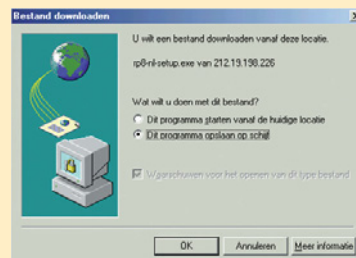 Bestand downloaden
U wilt een bestand downloaden vanaf deze locatie.
rp8-nl-setup.exe van 212.19.198.226
Wat wilt u doen met dit bestand?
Dit programma starten vanaf de huidige locatie
Dit programma opslaan op schijf
Waarschuwen voor het openen van dit type bestand
OK
Annuleren
Meer informatie